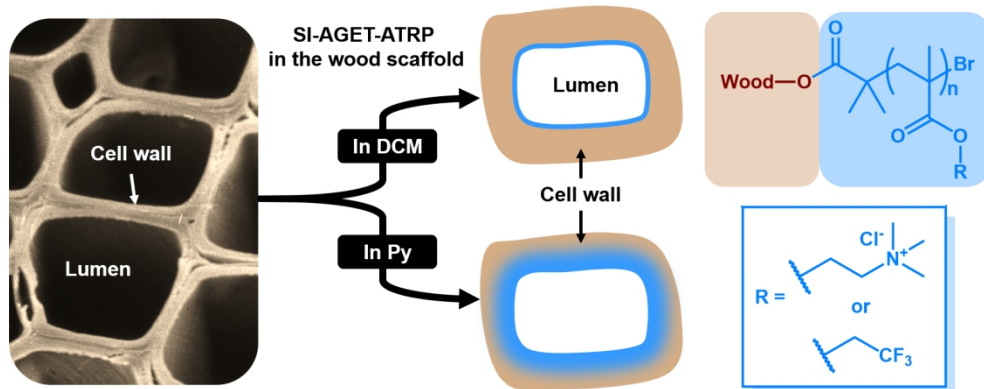 SI-AGET-ATRP
in the wood scaffold
Cell wall
Lumen
In DCM
In Py
Lumen
Cell wall
Wood
O
O
Br
n
O
O
R
R =
Cl-
N+
or
CF3